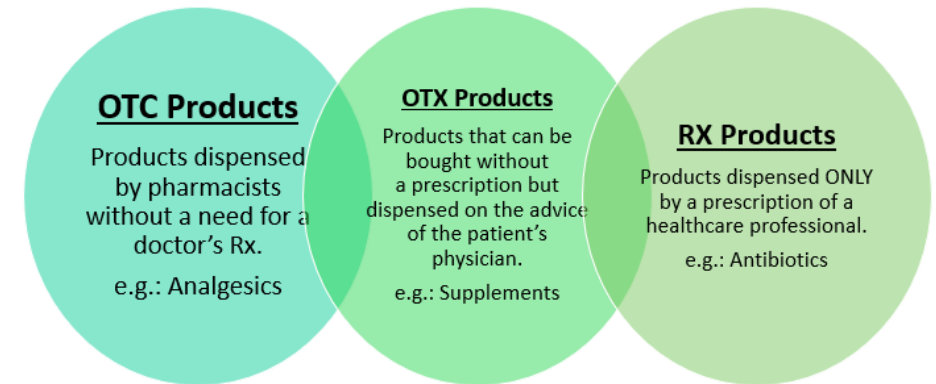 OTC Products
Products dispensed
by pharmacists
without a need for a
doctor's Rx.
e.g.: Analgesics
OTX Products
Products that can be
bought without
a prescription but
dispensed on the advice
of the patient's
physician.
e.g.: Supplements
RX Products
Products dispensed ONLY
by a prescription of a
healthcare professional.
e.g.: Antibiotics